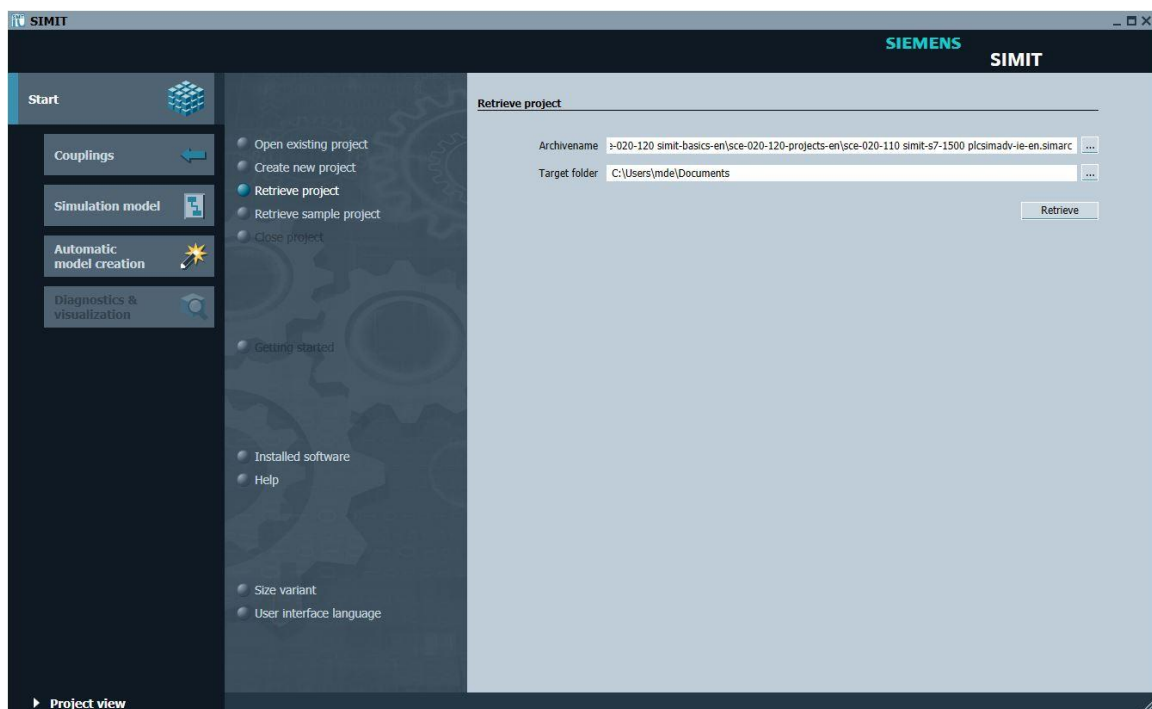 SIMIT
SIEMENS
SIMIT
Start
Couplings
Simulation model
Automatic
model creation
Diagnostics &
visualization
Open existing project
Create new project
Retrieve project
Retrieve sample project
Close project
Getting started
Installed software
Help
Size variant
User interface language
Retrieve project
Archivename -020-120 simit-basics-en\sce-020-120-projects-en\sce-020-110 simit-s7-1500 plcsimadv-ie-en.simarc ...
Target folder C:\Users\mde\Documents ...
Retrieve
Project view